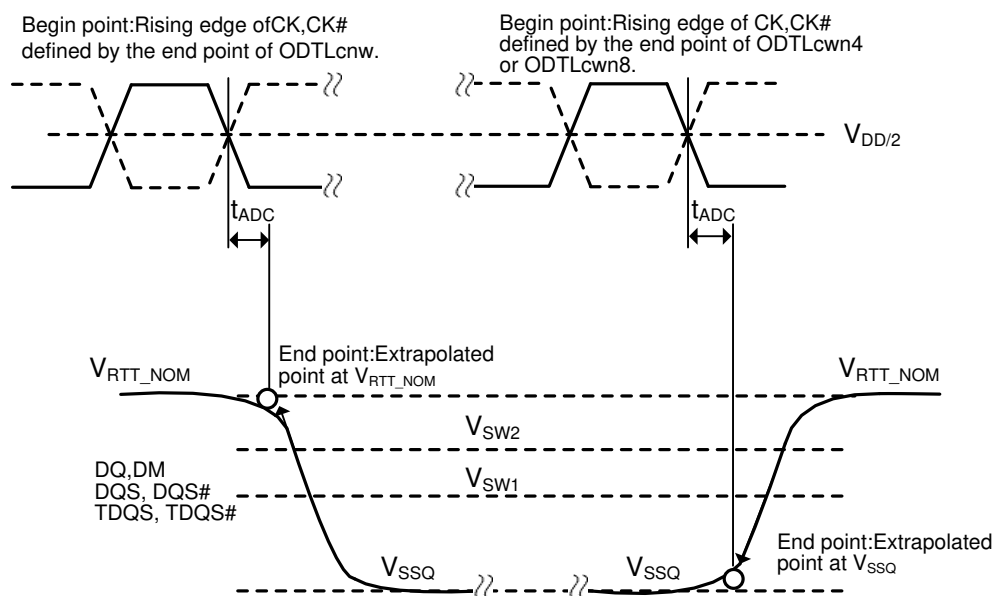 Begin point:Rising edge ofCK,CK#
defined by the end point of ODTLcnw.
Begin point:Rising edge of CK,CK#
defined by the end point of ODTLcwn4
or ODTLcwn8.
VDD/2
tADC
tADC
End point:Extrapolated
point at VRTT_NOM
VRTT_NOM
VRTT_NOM
VSW2
VSW1
DQ,DM
DQS, DQS#
TDQS, TDQS#
VSSQ
VSSQ
End point:Extrapolated
point at VSSQ